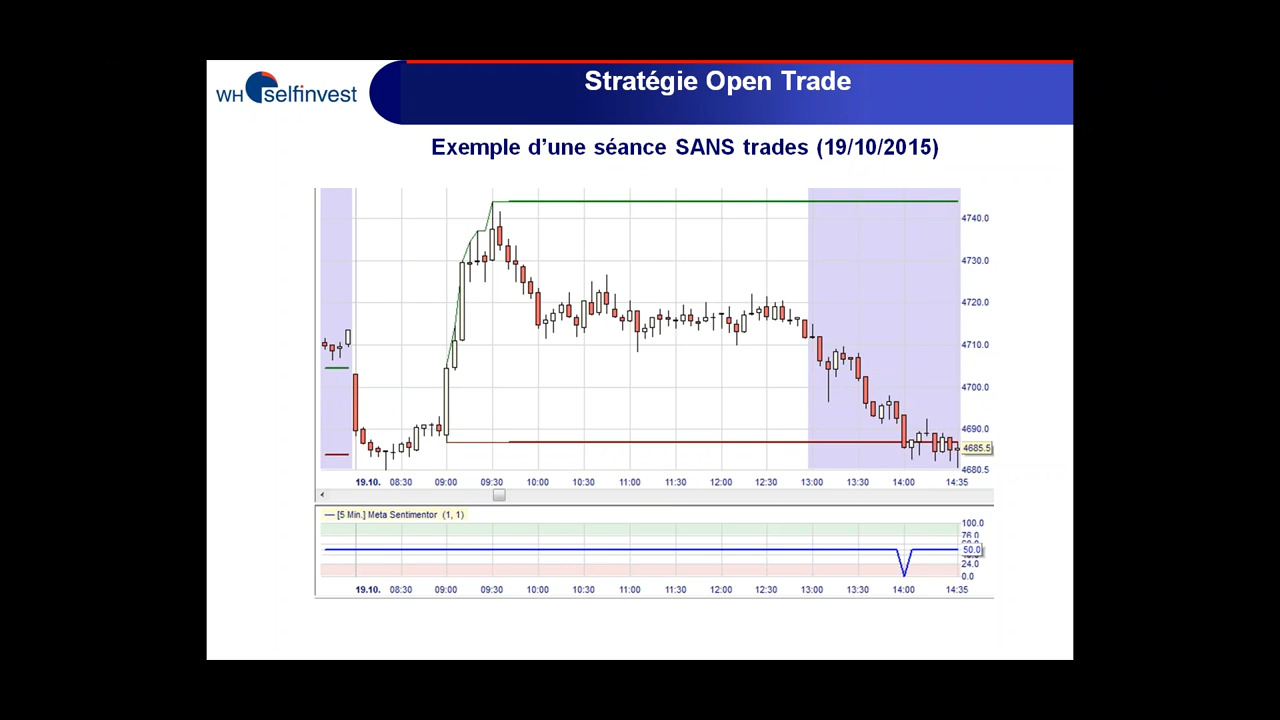 WH selfinvest
Stratégie Open Trade
Exemple d’une séance SANS trades (19/10/2015)
4740.0
4730.0
4720.0
4710.0
4700.0
4690.0
4685.5
4680.5
19.10. 08:30 09:00 09:30 10:00 10:30 11:00 11:30 12:00 12:30 13:00 13:30 14:00 14:35
[5 Min.] Meta Sentimentor (1, 1)
100.0
76.0
50.0
24.0
0.0
19.10. 08:30 09:00 09:30 10:00 10:30 11:00 11:30 12:00 12:30 13:00 13:30 14:00 14:35